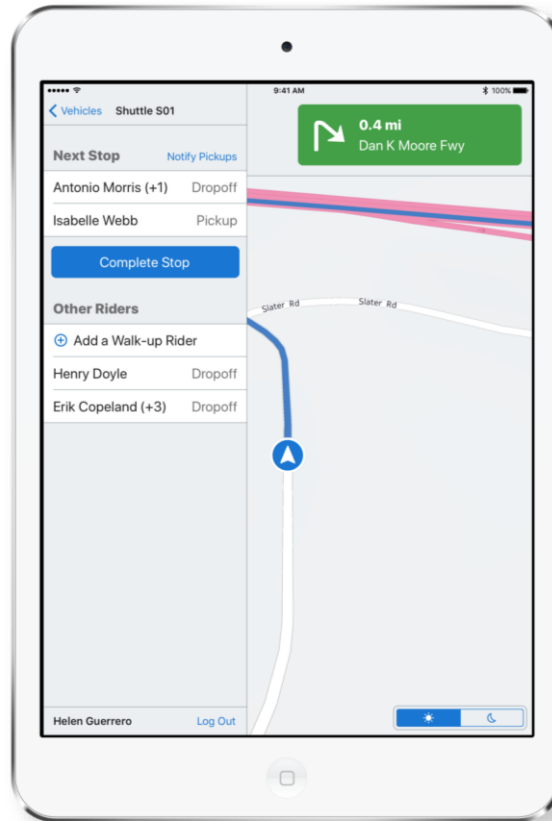 9:41 AM
100%
Vehicles Shuttle S01
0.4 mi
Dan K Moore Fwy
Next Stop Notify Pickups
Antonio Morris (+1) Dropoff
Isabelle Webb Pickup
Complete Stop
Other Riders
Add a Walk-up Rider
Henry Doyle Dropoff
Erik Copeland (+3) Dropoff
Slater Rd
Slater Rd
Helen Guerrero Log Out